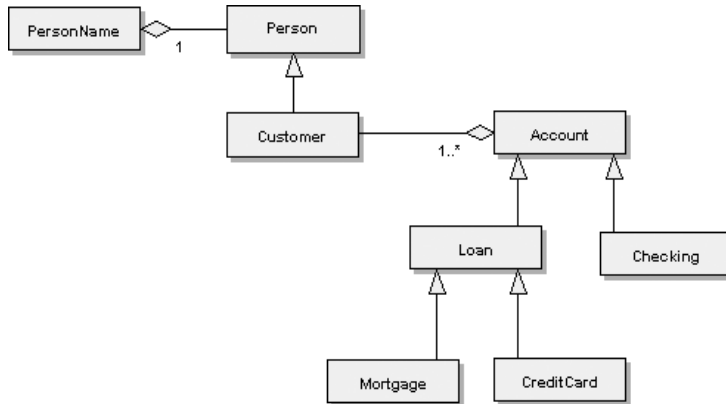 PersonName
Person
1
Customer
Account
1..*
Loan
Checking
Mortgage
CreditCard